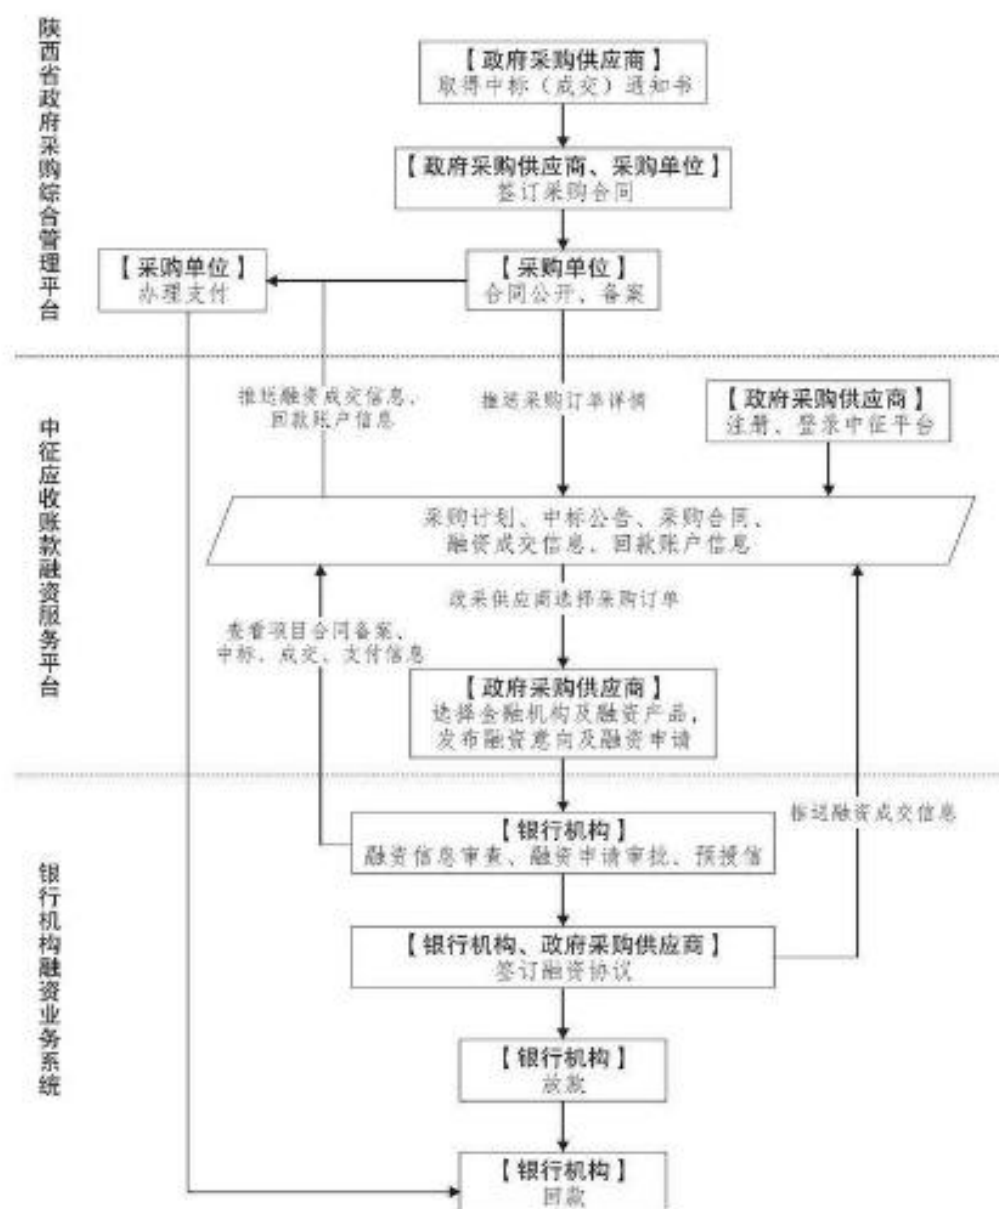 陕西省政府采购综合管理平台
【政府采购供应商】
取得中标（成交）通知书
【政府采购供应商、采购单位】
签订采购合同
【采购单位】
办理支付
【采购单位】
合同公开、备案
中征应收账款融资服务平台
推送融资成交信息、
回款账户信息
推送采购订单详情
【政府采购供应商】
注册、登录中征平台
采购计划、中标公告、采购合同、
融资成交信息、回款账户信息
政采供应商选择采购订单
查看项目合同备案、
中标、成交、支付信息
【政府采购供应商】
选择金融机构及融资产品，
发布融资意向及融资申请
银行机构融资业务系统
【银行机构】
融资信息审查、融资申请审批、预授信
推送融资成交信息
【银行机构、政府采购供应商】
签订融资协议
【银行机构】
放款
【银行机构】
回款